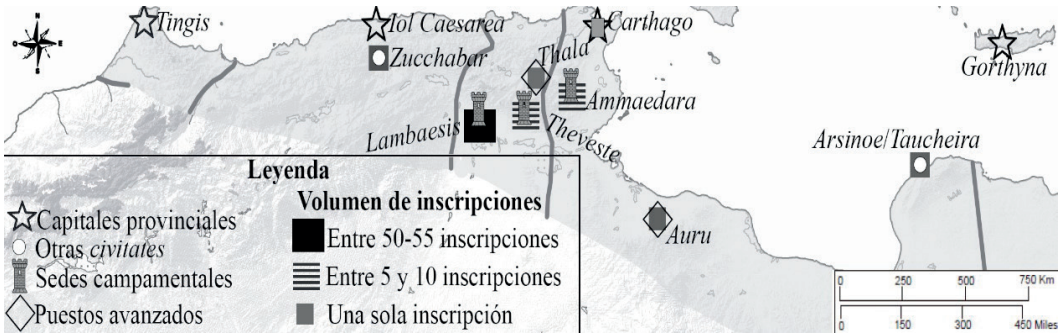 Tingis
Iol Caesarea
Carthago
Zucchabar
Thala
Gorthyna
Ammaedara
Lambaesis
Theveste
Arsinoe/Taucheira
Auru
N
O
E
S
Leyenda
Capitales provinciales
Otras civitates
Sedes campamentales
Puestos avanzados
Volumen de inscripciones
Entre 50-55 inscripciones
Entre 5 y 10 inscripciones
Una sola inscripción
0 250 500 750 Km
0 150 300 450 Miles